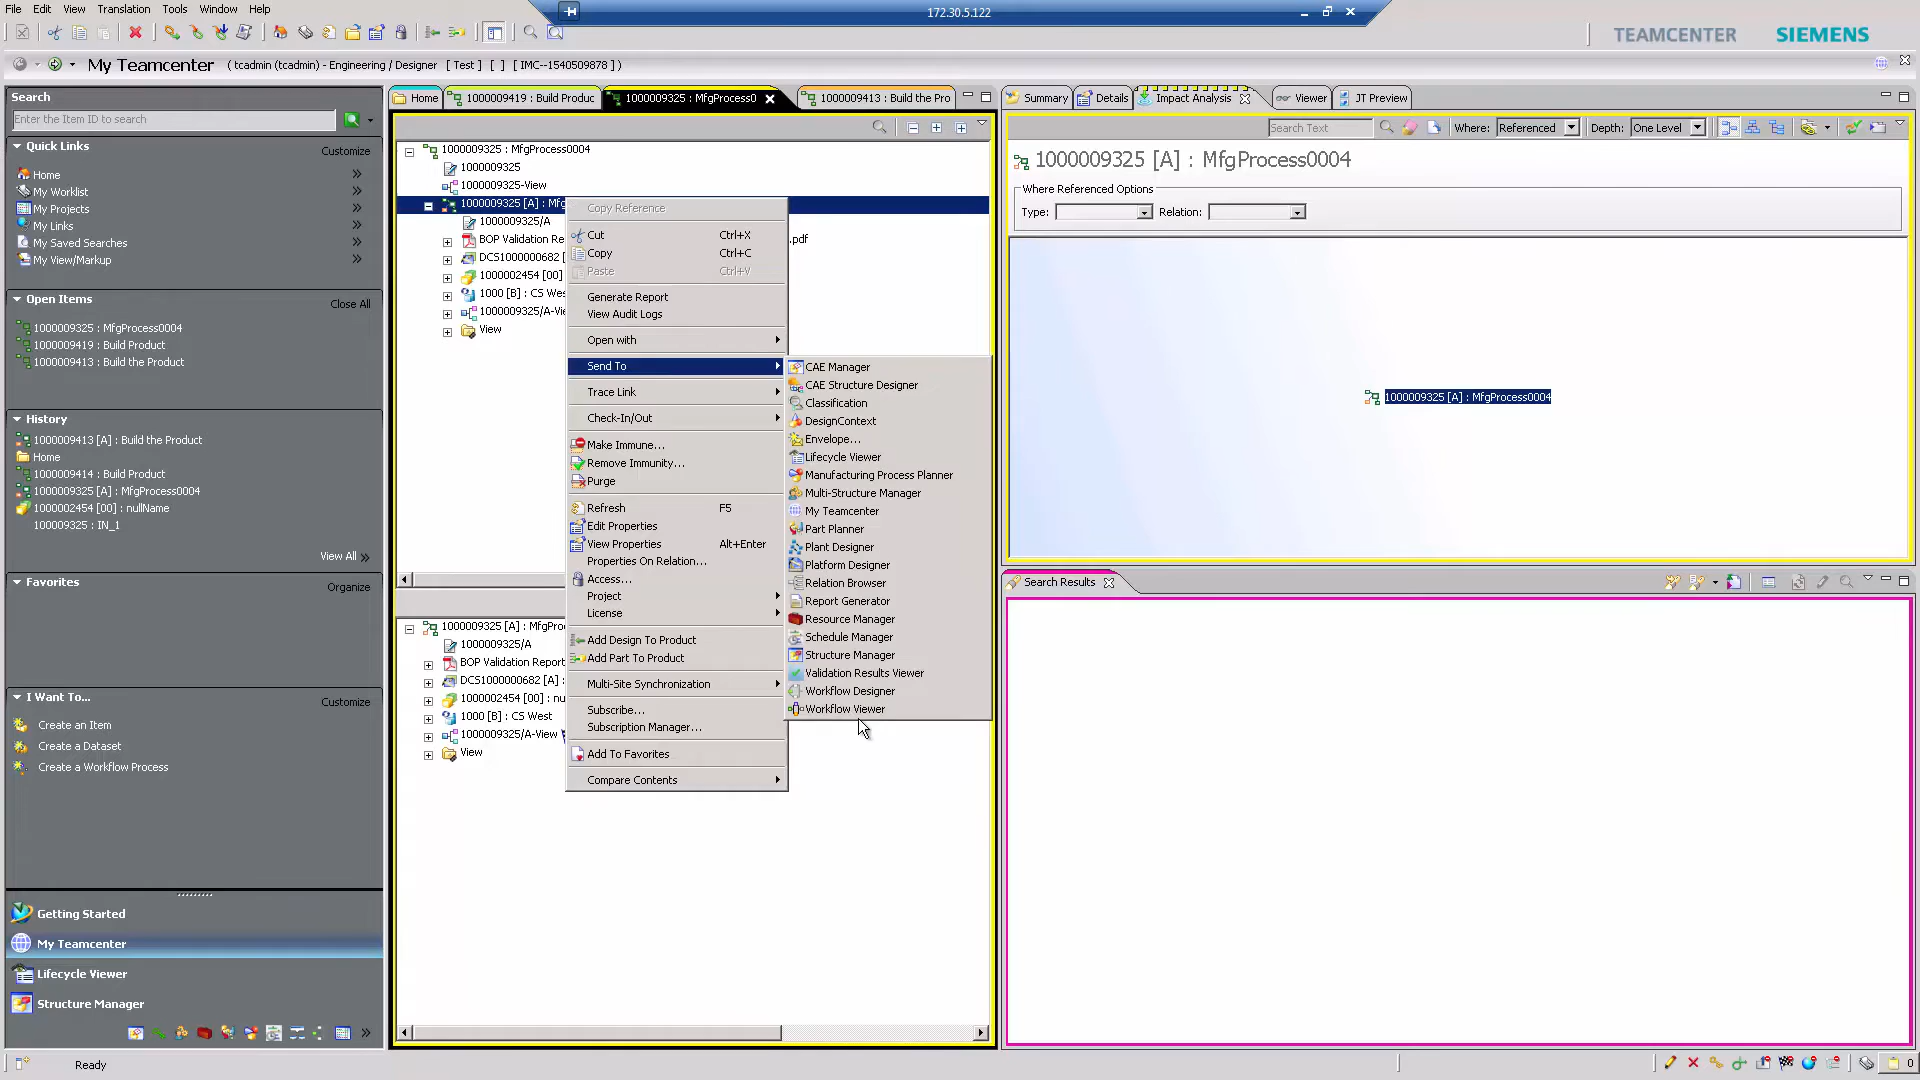 File Edit View Translation Tools Window Help
172.30.5.122
TEAMCENTER SIEMENS
My Teamcenter ( tcadmin (tcadmin) - Engineering / Designer [ Test ] [ ] [ IMC--1540509878 ] )
Search
Enter the Item ID to search
Quick Links Customize
Home
My Worklist
My Projects
My Links
My Saved Searches
My View/Markup
Open Items Close All
1000009325 : MfgProcess0004
1000009419 : Build Product
1000009413 : Build the Product
History
1000009413 [A] : Build the Product
Home
1000009414 : Build Product
1000009325 [A] : MfgProcess0004
1000002454 [00] : nullName
100009325 : IN_1
View All
Favorites Organize
I Want To... Customize
Create an Item
Create a Dataset
Create a Workflow Process
Getting Started
My Teamcenter
Lifecycle Viewer
Structure Manager
Ready
Home 1000009419 : Build Produc 1000009325 : MfgProcess0 1000009413 : Build the Pro
1000009325 : MfgProcess0004
1000009325
1000009325-View
1000009325 [A] : Mfg
1000009325/A
BOP Validation Re .pdf
DCS1000000682 [
1000002454 [00]
1000 [B] : CS Wes
1000009325/A-Vi
View
1000009325 [A] : MfgPro
1000009325/A
BOP Validation Report
DCS1000000682 [A] :
1000002454 [00] : nu
1000 [B] : CS West
1000009325/A-View
View
Copy Reference
Cut Ctrl+X
Copy Ctrl+C
Paste Ctrl+V
Generate Report
View Audit Logs
Open with
Send To
Trace Link
Check-In/Out
Make Immune...
Remove Immunity...
Purge
Refresh F5
Edit Properties
View Properties Alt+Enter
Properties On Relation...
Access...
Project
License
Add Design To Product
Add Part To Product
Multi-Site Synchronization
Subscribe...
Subscription Manager...
Add To Favorites
Compare Contents
CAE Manager
CAE Structure Designer
Classification
DesignContext
Envelope...
Lifecycle Viewer
Manufacturing Process Planner
Multi-Structure Manager
My Teamcenter
Part Planner
Plant Designer
Platform Designer
Relation Browser
Report Generator
Resource Manager
Schedule Manager
Structure Manager
Validation Results Viewer
Workflow Designer
Workflow Viewer
Summary Details Impact Analysis Viewer JT Preview
Search Text Where: Referenced Depth: One Level
1000009325 [A] : MfgProcess0004
Where Referenced Options
Type: Relation:
1000009325 [A] : MfgProcess0004
Search Results
0